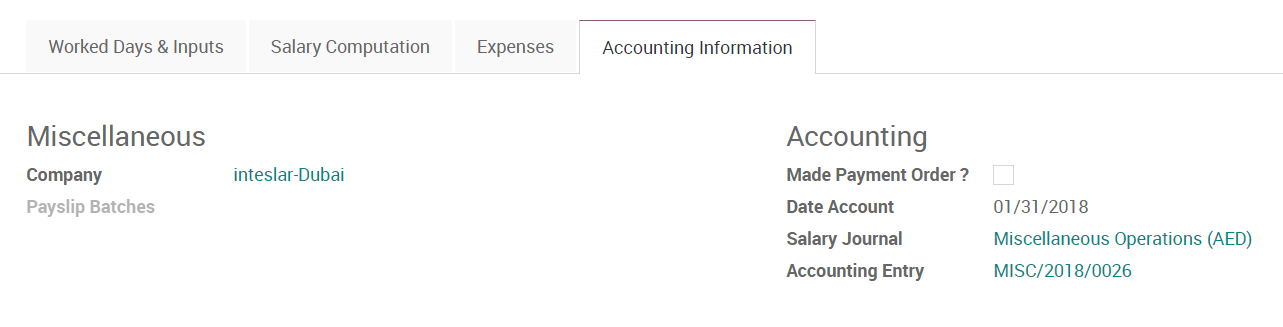 Worked Days & Inputs
Salary Computation
Expenses
Accounting Information
Miscellaneous
Company inteslar-Dubai
Payslip Batches
Accounting
Made Payment Order ?
Date Account 01/31/2018
Salary Journal Miscellaneous Operations (AED)
Accounting Entry MISC/2018/0026